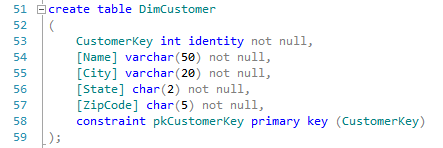 51 create table DimCustomer
52 (
53 CustomerKey int identity not null,
54 [Name] varchar(50) not null,
55 [City] varchar(20) not null,
56 [State] char(2) not null,
57 [ZipCode] char(5) not null,
58 constraint pkCustomerKey primary key (CustomerKey)
59 );